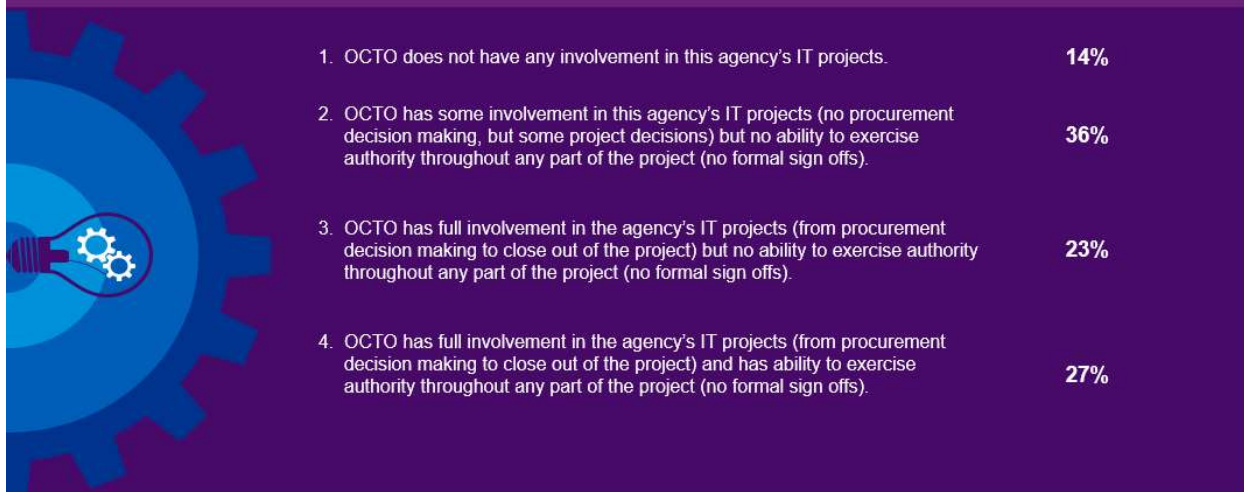 1. OCTO does not have any involvement in this agency's IT projects. 14%
2. OCTO has some involvement in this agency's IT projects (no procurement
decision making, but some project decisions) but no ability to exercise
authority throughout any part of the project (no formal sign offs).
36%
3. OCTO has full involvement in the agency's IT projects (from procurement
decision making to close out of the project) but no ability to exercise authority
throughout any part of the project (no formal sign offs).
23%
4. OCTO has full involvement in the agency's IT projects (from procurement
decision making to close out of the project) and has ability to exercise
authority throughout any part of the project (no formal sign offs).
27%